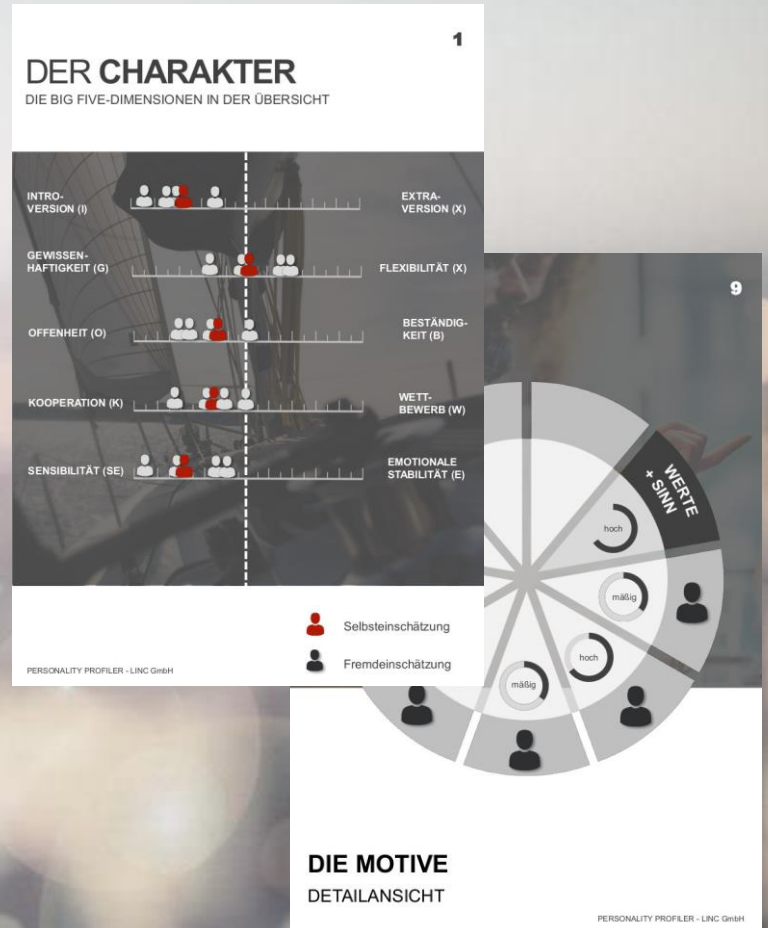 1
DER CHARAKTER
DIE BIG FIVE-DIMENSIONEN IN DER ÜBERSICHT
INTRO-
VERSION (I)
EXTRA-
VERSION (X)
GEWISSEN-
HAFTIGKEIT (G)
FLEXIBILITÄT (X)
OFFENHEIT (O)
BESTÄNDIG-
KEIT (B)
KOOPERATION (K)
WETT-
BEWERB (W)
SENSIBILITÄT (SE)
EMOTIONALE
STABILITÄT (E)
Selbsteinschätzung
Fremdeinschätzung
PERSONALITY PROFILER - LINC GmbH
9
WERTE
+ SINN
hoch
mäßig
hoch
mäßig
DIE MOTIVE
DETAILANSICHT
PERSONALITY PROFILER - LINC GmbH